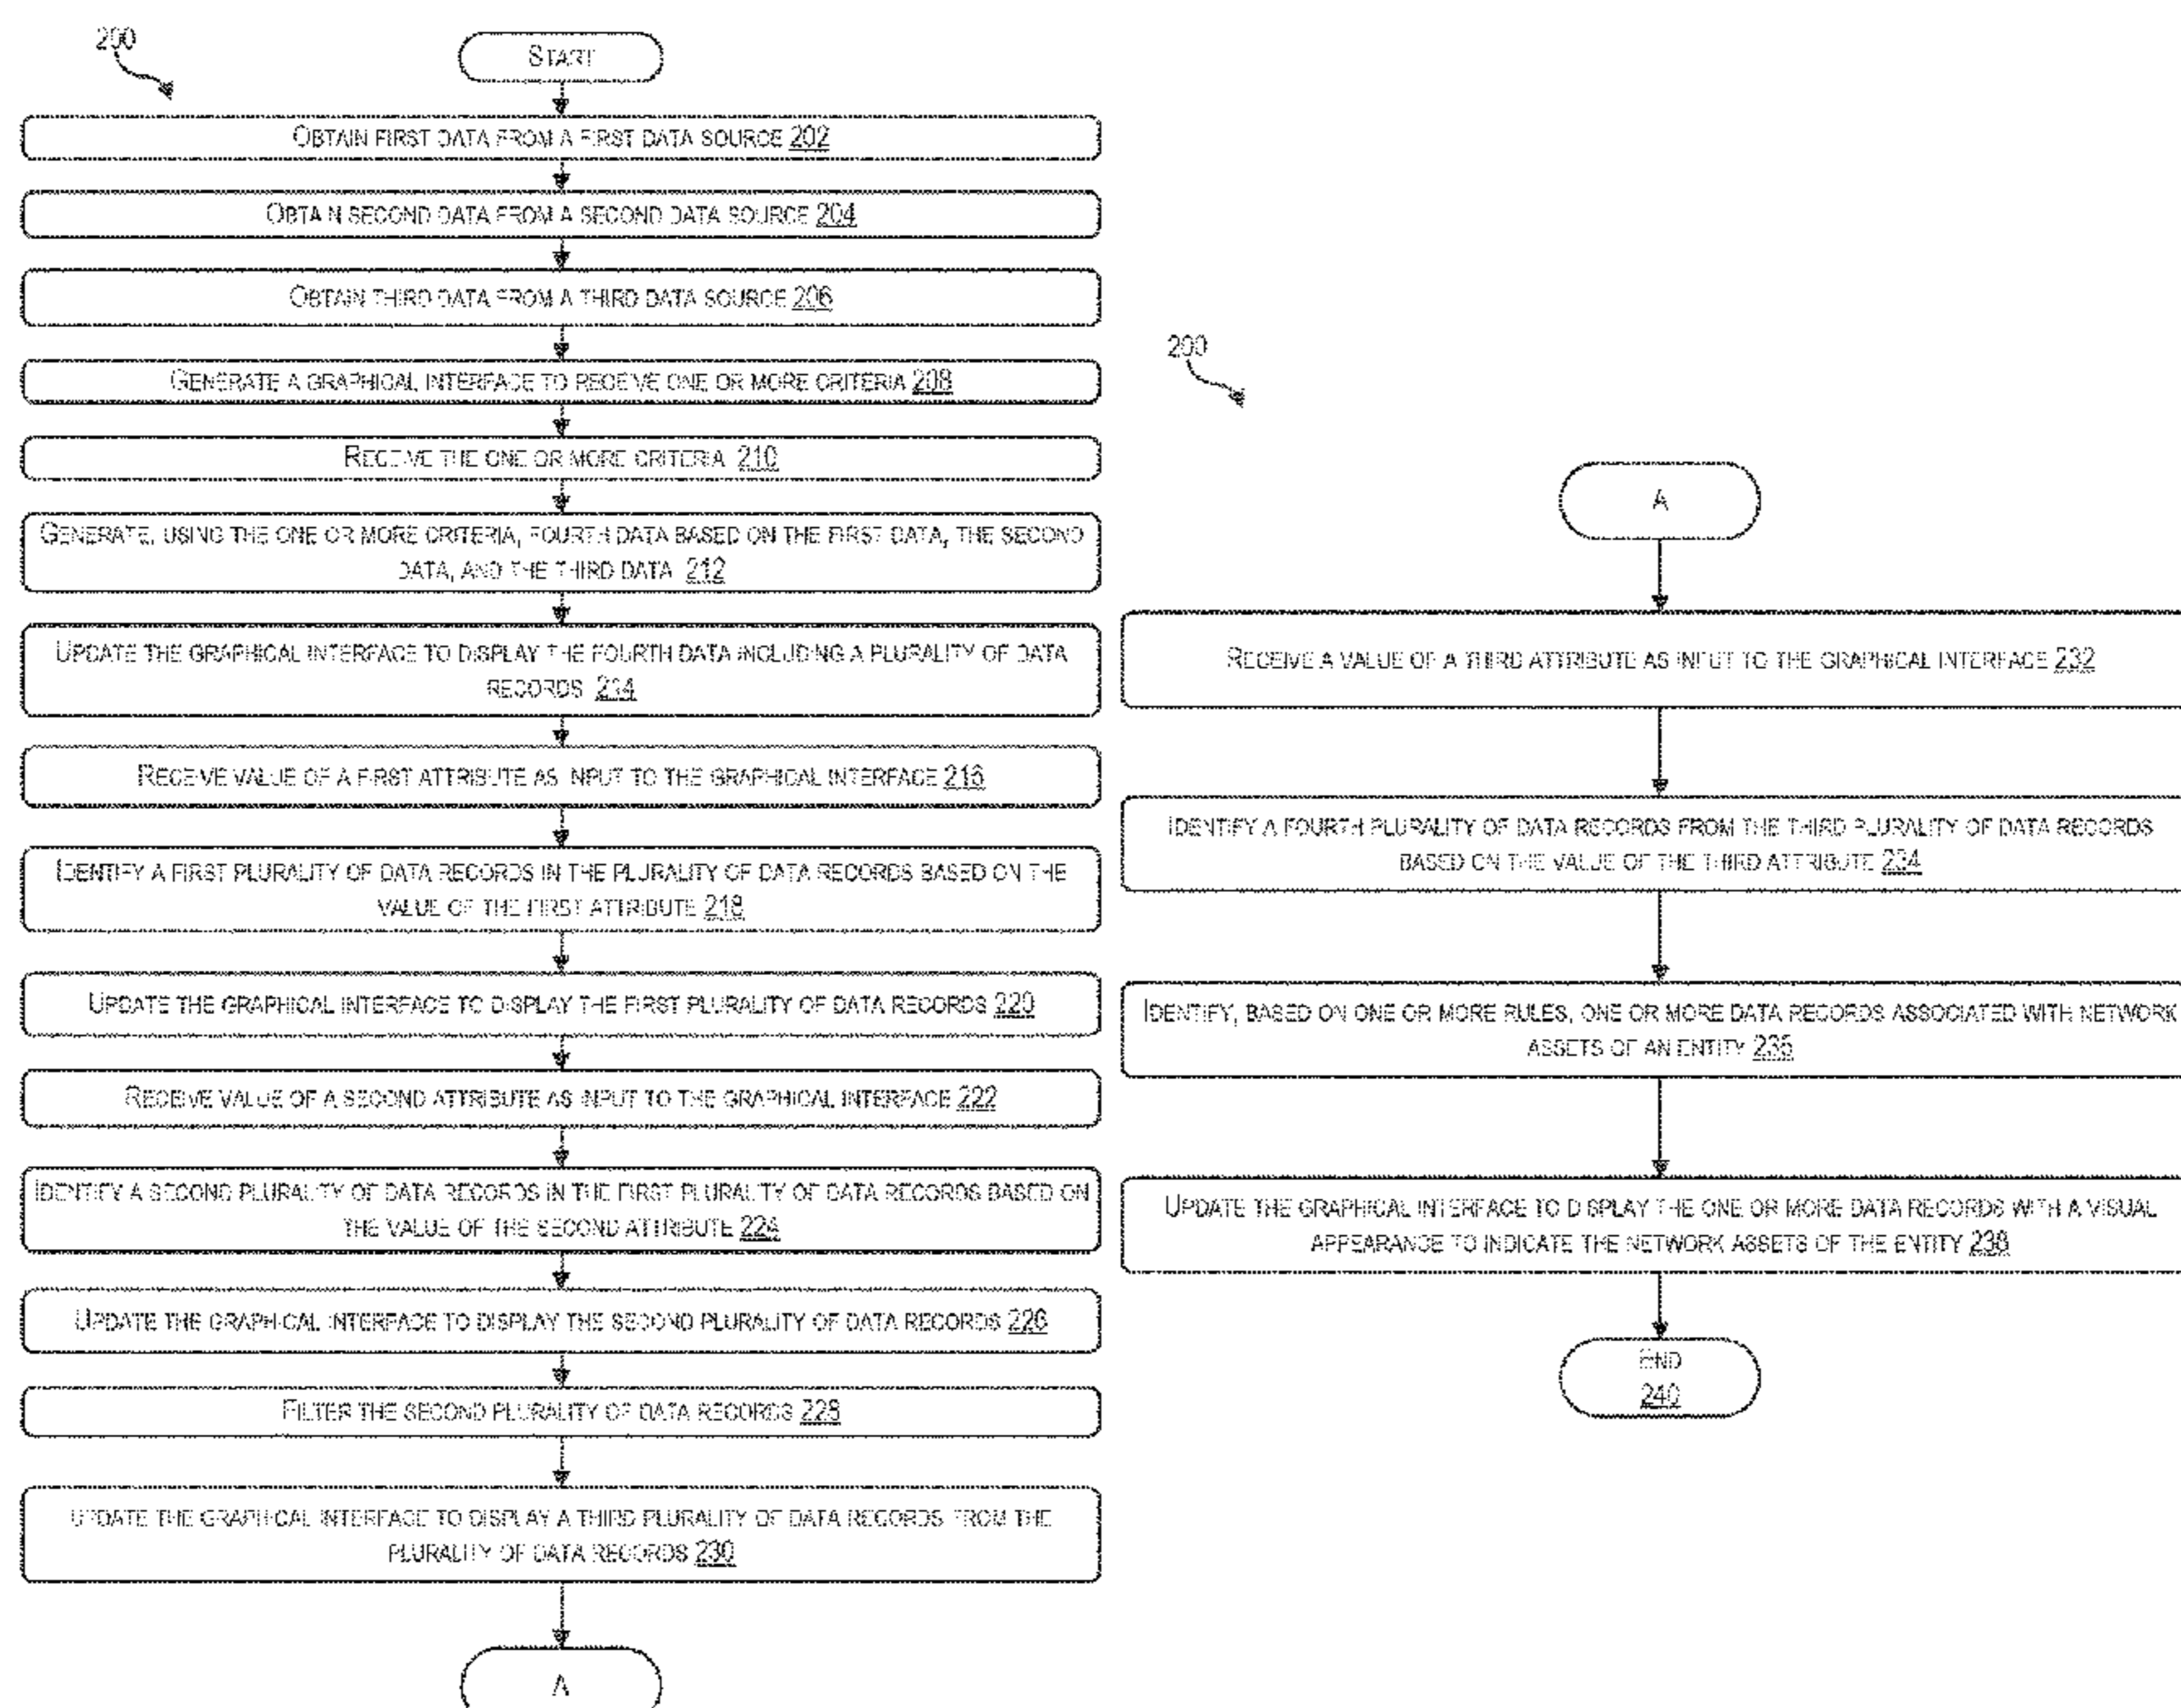 200
START
OBTAIN FIRST DATA FROM A FIRST DATA SOURCE 202
OBTAIN SECOND DATA FROM A SECOND DATA SOURCE 204
OBTAIN THIRD DATA FROM A THIRD DATA SOURCE 206
GENERATE A GRAPHICAL INTERFACE TO RECEIVE ONE OR MORE CRITERIA 208
RECEIVE THE ONE OR MORE CRITERIA 210
GENERATE, USING THE ONE OR MORE CRITERIA, FOURTH DATA BASED ON THE FIRST DATA, THE SECOND
DATA, AND THE THIRD DATA 212
UPDATE THE GRAPHICAL INTERFACE TO DISPLAY THE FOURTH DATA INCLUDING A PLURALITY OF DATA
RECORDS 214
RECEIVE VALUE OF A FIRST ATTRIBUTE AS INPUT TO THE GRAPHICAL INTERFACE 216
IDENTIFY A FIRST PLURALITY OF DATA RECORDS IN THE PLURALITY OF DATA RECORDS BASED ON THE
VALUE OF THE FIRST ATTRIBUTE 218
UPDATE THE GRAPHICAL INTERFACE TO DISPLAY THE FIRST PLURALITY OF DATA RECORDS 220
RECEIVE VALUE OF A SECOND ATTRIBUTE AS INPUT TO THE GRAPHICAL INTERFACE 222
IDENTIFY A SECOND PLURALITY OF DATA RECORDS IN THE FIRST PLURALITY OF DATA RECORDS BASED ON
THE VALUE OF THE SECOND ATTRIBUTE 224
UPDATE THE GRAPHICAL INTERFACE TO DISPLAY THE SECOND PLURALITY OF DATA RECORDS 226
FILTER THE SECOND PLURALITY OF DATA RECORDS 228
UPDATE THE GRAPHICAL INTERFACE TO DISPLAY A THIRD PLURALITY OF DATA RECORDS FROM THE
PLURALITY OF DATA RECORDS 230
A
200
A
RECEIVE A VALUE OF A THIRD ATTRIBUTE AS INPUT TO THE GRAPHICAL INTERFACE 232
IDENTIFY A FOURTH PLURALITY OF DATA RECORDS FROM THE THIRD PLURALITY OF DATA RECORDS
BASED ON THE VALUE OF THE THIRD ATTRIBUTE 234
IDENTIFY, BASED ON ONE OR MORE RULES, ONE OR MORE DATA RECORDS ASSOCIATED WITH NETWORK
ASSETS OF AN ENTITY 236
UPDATE THE GRAPHICAL INTERFACE TO DISPLAY THE ONE OR MORE DATA RECORDS WITH A VISUAL
APPEARANCE TO INDICATE THE NETWORK ASSETS OF THE ENTITY 238
END
240